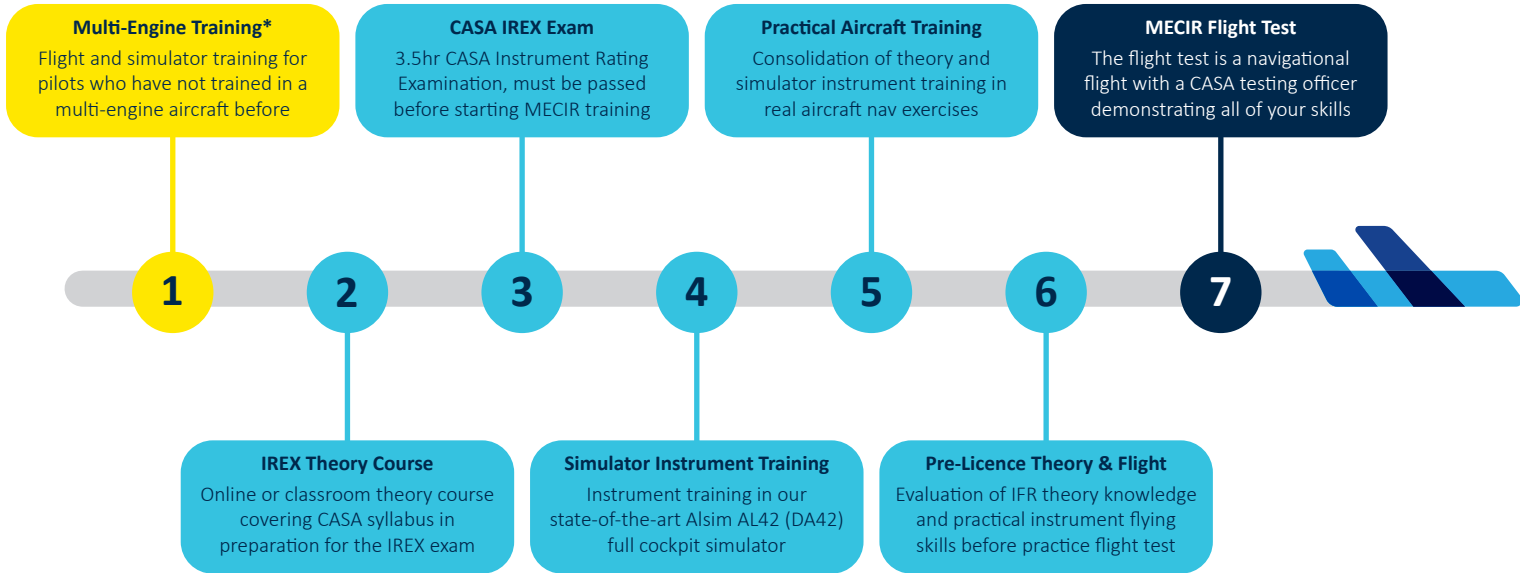 Multi-Engine Training*
Flight and simulator training for
pilots who have not trained in a
multi-engine aircraft before
CASA IREX Exam
3.5hr CASA Instrument Rating
Examination, must be passed
before starting MECIR training
Practical Aircraft Training
Consolidation of theory and
simulator instrument training in
real aircraft nav exercises
MECIR Flight Test
The flight test is a navigational
flight with a CASA testing officer
demonstrating all of your skills
1
2
3
4
5
6
7
IREX Theory Course
Online or classroom theory course
covering CASA syllabus in
preparation for the IREX exam
Simulator Instrument Training
Instrument training in our
state-of-the-art Alsim AL42 (DA42)
full cockpit simulator
Pre-Licence Theory & Flight
Evaluation of IFR theory knowledge
and practical instrument flying
skills before practice flight test